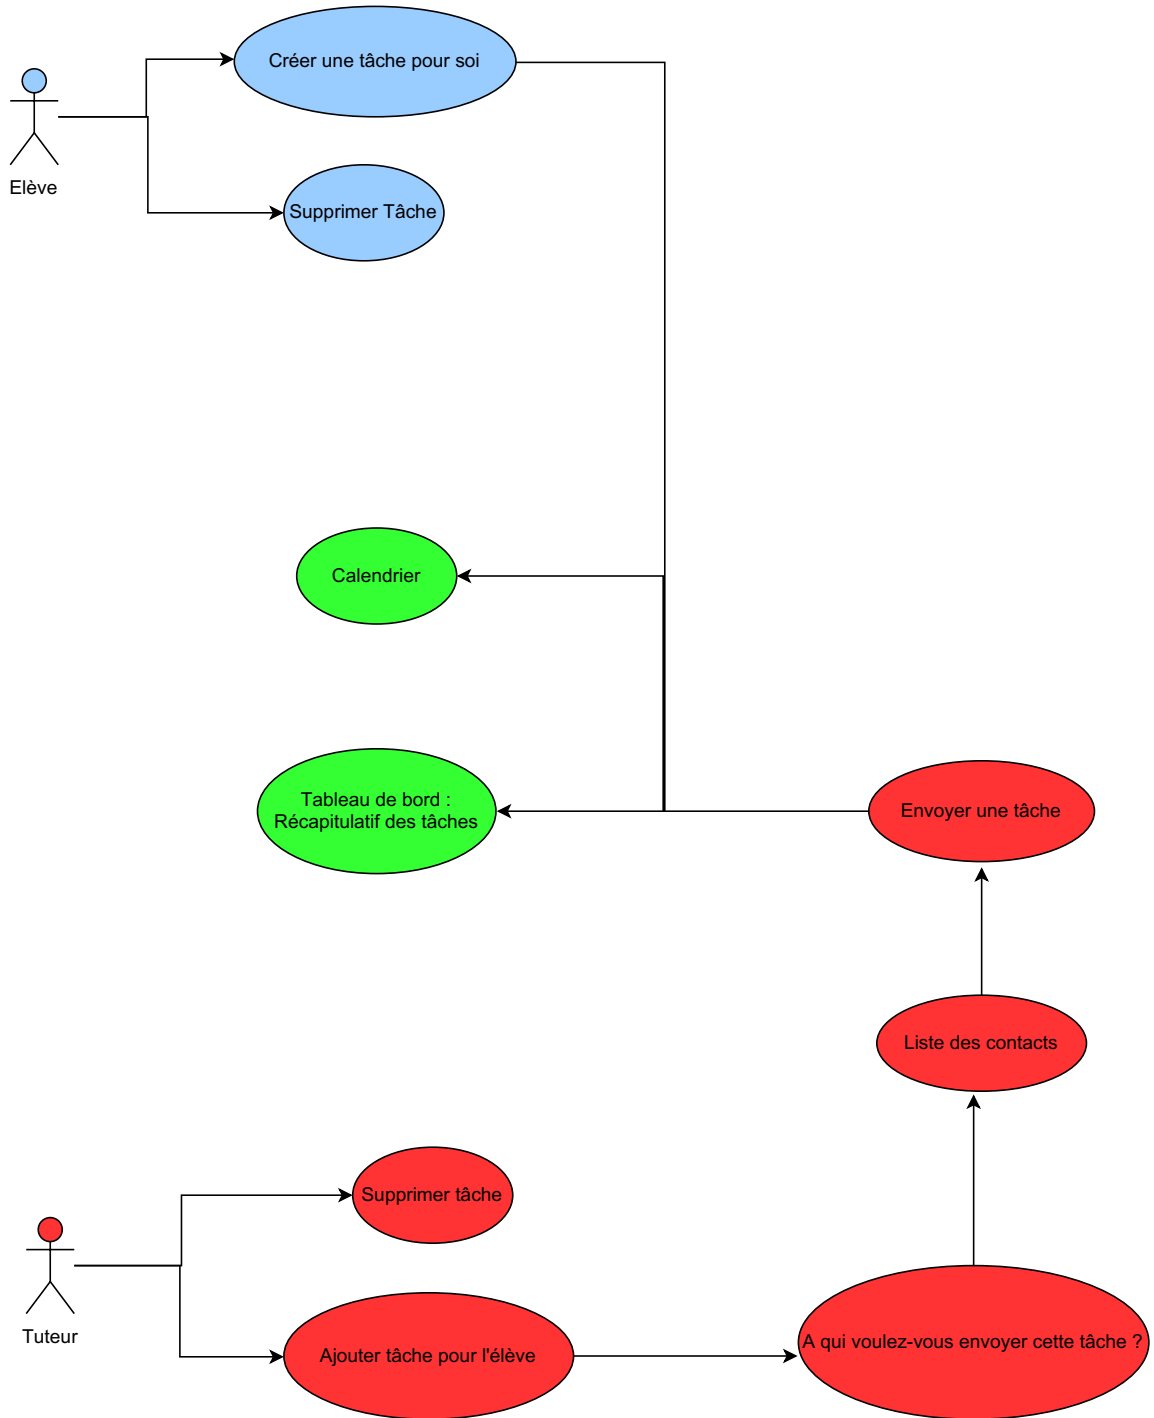 Créer une tâche pour soi
Elève
Supprimer Tâche
Calendrier
Tableau de bord :
Récapitulatif des tâches
Envoyer une tâche
Liste des contacts
Supprimer tâche
Tuteur
Ajouter tâche pour l'élève
A qui voulez-vous envoyer cette tâche ?